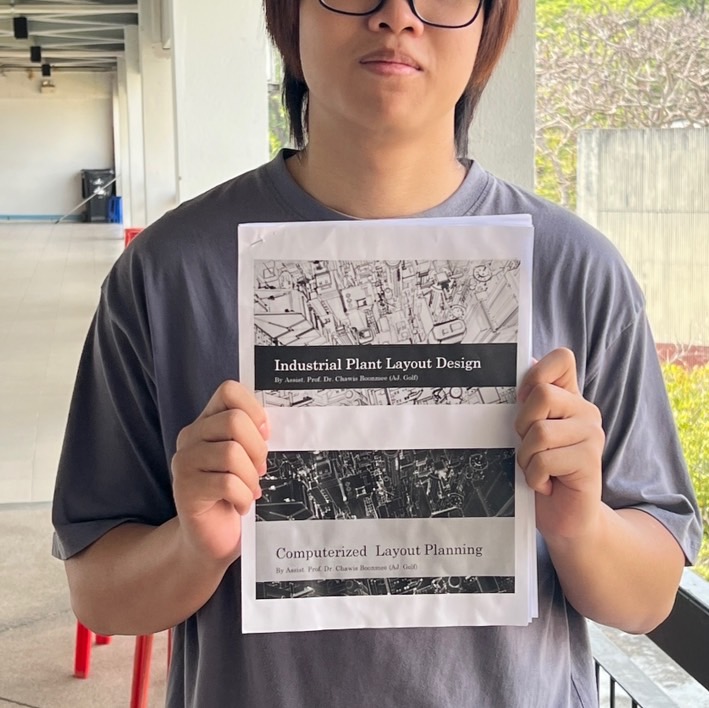 Industrial Plant Layout Design
By Assist. Prof. Dr. Chawis Boonmee (AJ. Golf)
Computerized Layout Planning
By Assist. Prof. Dr. Chawis Boonmee (AJ. Golf)